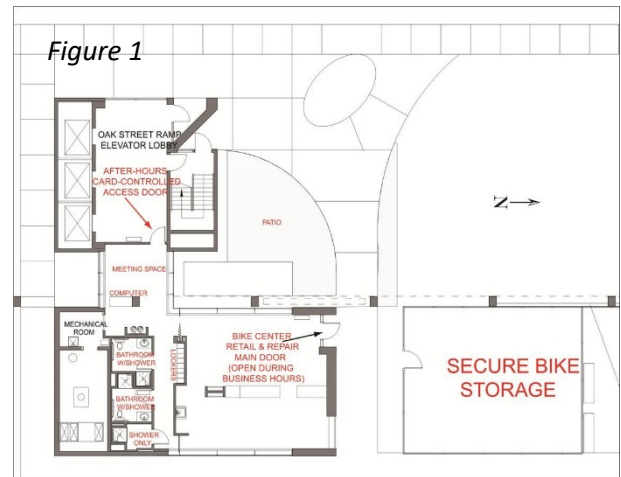 Figure 1
OAK STREET RAMP
ELEVATOR LOBBY
AFTER-HOURS
CARD-CONTROLLED
ACCESS DOOR
PATIO
N
MEETING SPACE
COMPUTER
MECHANICAL
ROOM
BATHROOM
W/SHOWER
BATHROOM
W/SHOWER
SHOWER
ONLY
LOCKERS
BIKE CENTER
RETAIL & REPAIR
MAIN DOOR
(OPEN DURING
BUSINESS HOURS)
SECURE BIKE
STORAGE